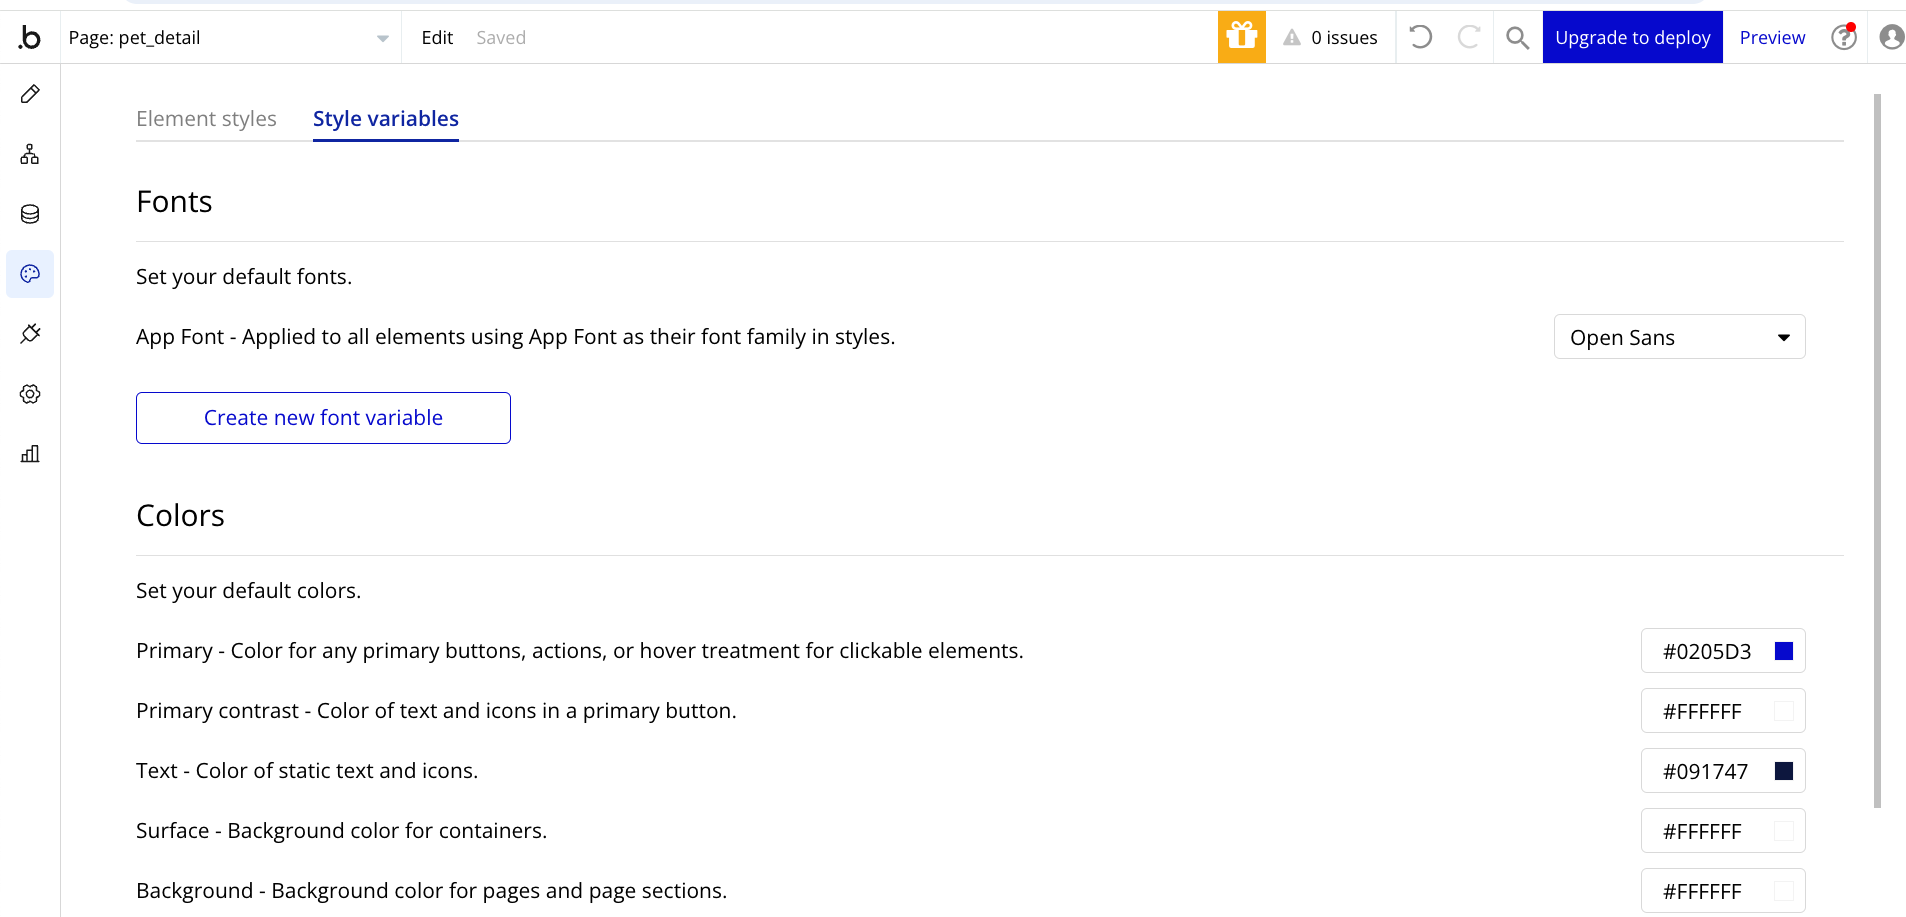 .b
Page: pet_detail
Edit
Saved
0 issues
Upgrade to deploy
Preview
?
Element styles
Style variables
Fonts
Set your default fonts.
App Font - Applied to all elements using App Font as their font family in styles.
Open Sans
Create new font variable
Colors
Set your default colors.
Primary - Color for any primary buttons, actions, or hover treatment for clickable elements.
#0205D3
Primary contrast - Color of text and icons in a primary button.
#FFFFFF
Text - Color of static text and icons.
#091747
Surface - Background color for containers.
#FFFFFF
Background - Background color for pages and page sections.
#FFFFFF